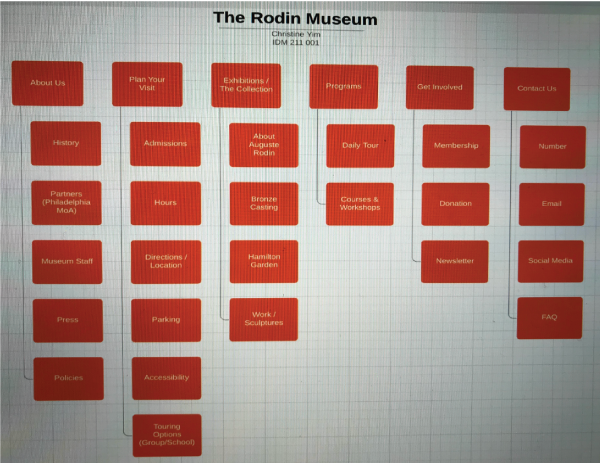 The Rodin Museum
Christine Yim
IDM 211 001
About Us
History
Partners
(Philadelphia
MoA)
Museum Staff
Press
Policies
Plan Your
Visit
Admissions
Hours
Directions /
Location
Parking
Accessibility
Touring
Options
(Group/School)
Exhibitions /
The Collection
About
Auguste
Rodin
Bronze
Casting
Hamilton
Garden
Work /
Sculptures
Programs
Daily Tour
Courses &
Workshops
Get Involved
Membership
Donation
Newsletter
Contact Us
Number
Email
Social Media
FAQ